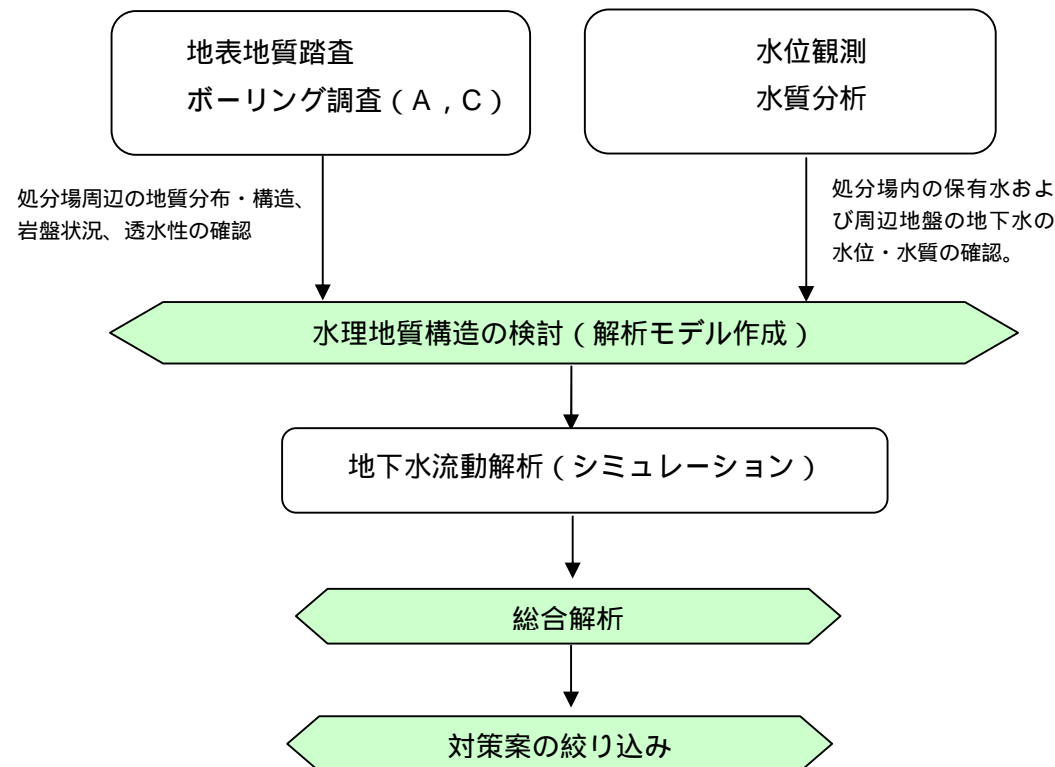 地表地質踏査
ボーリング調査（A，C）
水位観測
水質分析
処分場周辺の地質分布・構造、
岩盤状況、透水性の確認
処分場内の保有水およ
び周辺地盤の地下水の
水位・水質の確認。
水理地質構造の検討（解析モデル作成）
地下水流動解析（シミュレーション）
総合解析
対策案の絞り込み